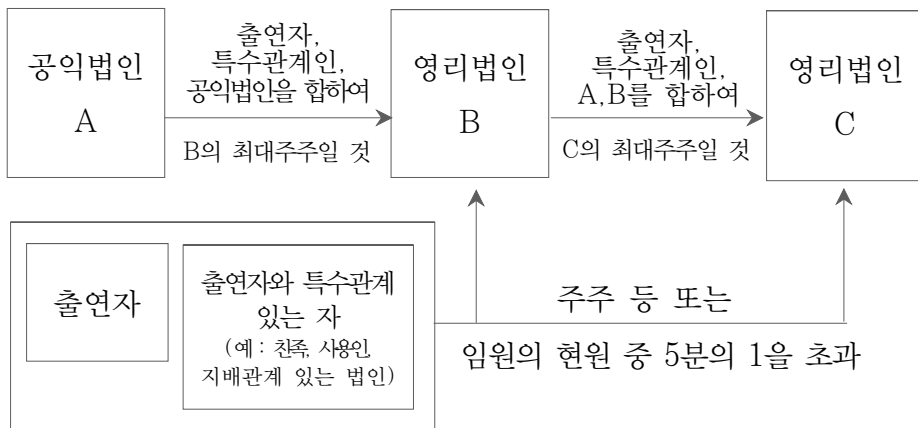 공익법인
A
출연자,
특수관계인,
공익법인을 합하여
B의 최대주주일 것
영리법인
B
출연자,
특수관계인,
A,B를 합하여
C의 최대주주일 것
영리법인
C
출연자
출연자와 특수관계
있는 자
(예 : 친족, 사용인,
지배관계 있는 법인)
주주 등 또는
임원의 현원 중 5분의 1을 초과